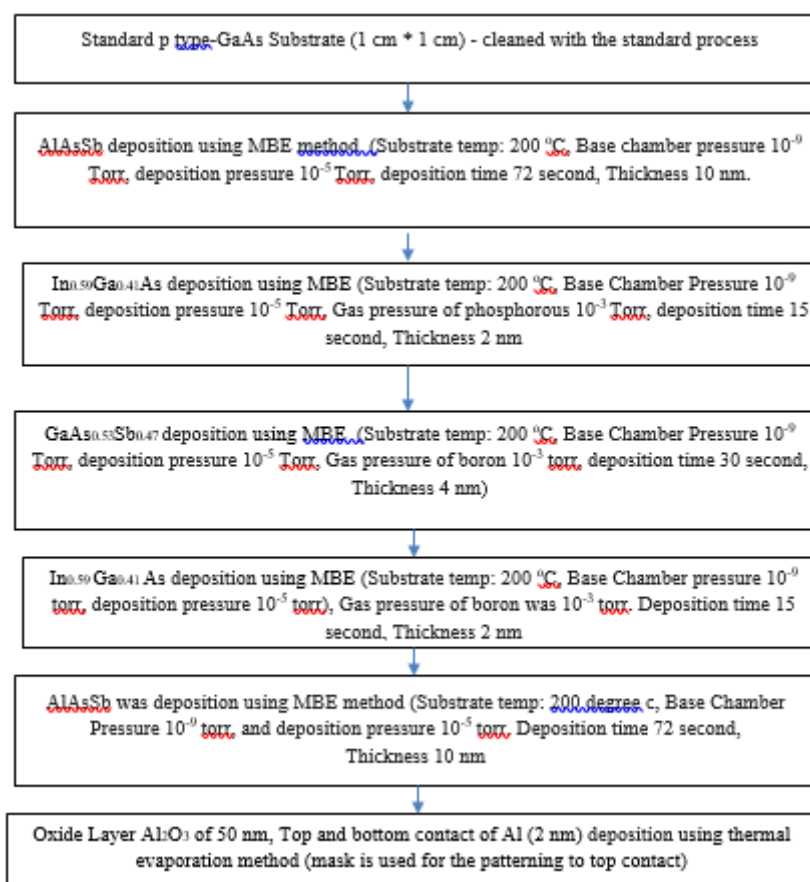 Standard p type-GaAs Substrate (1 cm * 1 cm) - cleaned with the standard process
AlAsSb deposition using MBE method (Substrate temp: 200 °C, Base chamber pressure 10⁻⁹
Torr, deposition pressure 10⁻⁵ Torr, deposition time 72 second, Thickness 10 nm.
In₀.₅₉Ga₀.₄₁As deposition using MBE (Substrate temp: 200 °C, Base Chamber Pressure 10⁻⁹
Torr, deposition pressure 10⁻⁵ Torr, Gas pressure of phosphorous 10⁻³ Torr, deposition time 15
second, Thickness 2 nm
GaAs₀.₅₃Sb₀.₄₇ deposition using MBE (Substrate temp: 200 °C, Base Chamber Pressure 10⁻⁹
Torr, deposition pressure 10⁻⁵ Torr, Gas pressure of boron 10⁻³ torr, deposition time 30 second,
Thickness 4 nm)
In₀.₅₉ Ga₀.₄₁ As deposition using MBE (Substrate temp: 200 °C, Base Chamber pressure 10⁻⁹
torr, deposition pressure 10⁻⁵ torr), Gas pressure of boron was 10⁻³ torr. Deposition time 15
second, Thickness 2 nm
AlAsSb was deposition using MBE method (Substrate temp: 200 degree c, Base Chamber
Pressure 10⁻⁹ torr, and deposition pressure 10⁻⁵ torr. Deposition time 72 second,
Thickness 10 nm
Oxide Layer Al₂O₃ of 50 nm, Top and bottom contact of Al (2 nm) deposition using thermal
evaporation method (mask is used for the patterning to top contact)